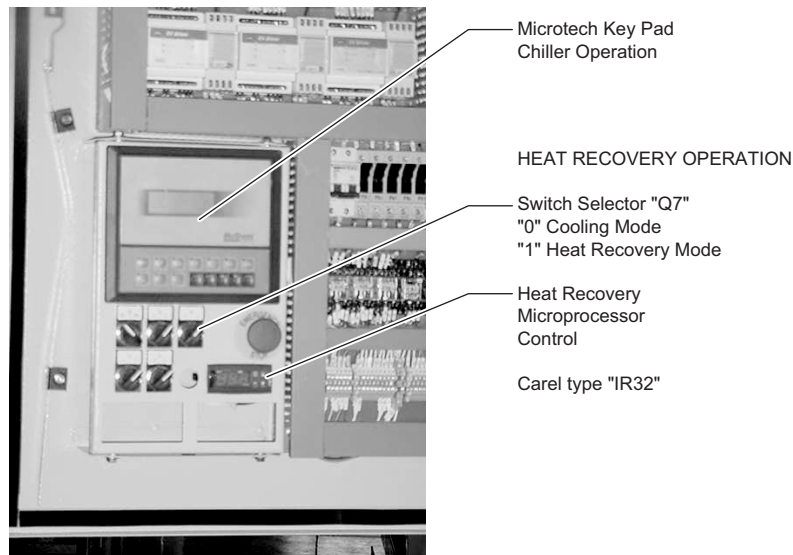 Microtech Key Pad
Chiller Operation
HEAT RECOVERY OPERATION
Switch Selector "Q7"
"0" Cooling Mode
"1" Heat Recovery Mode
Heat Recovery
Microprocessor
Control
Carel type "IR32"